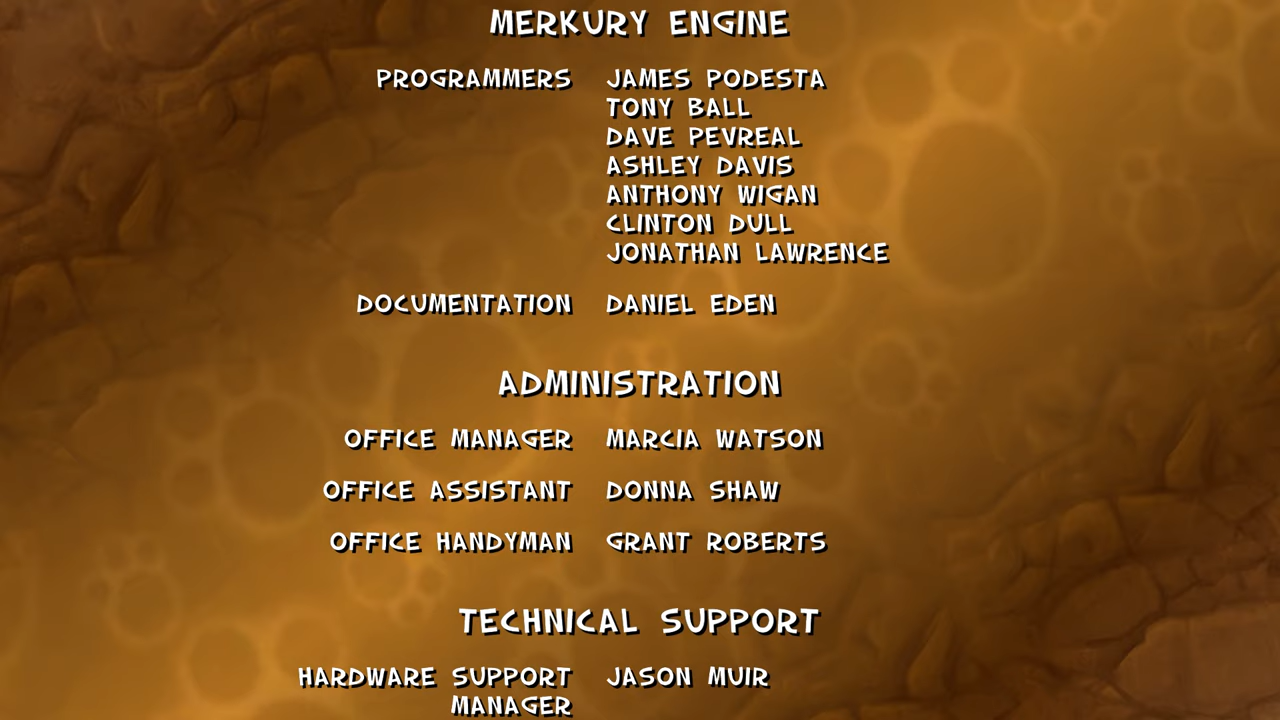 MERKURY ENGINE
PROGRAMMERS JAMES PODESTA
TONY BALL
DAVE PEVREAL
ASHLEY DAVIS
ANTHONY WIGAN
CLINTON DULL
JONATHAN LAWRENCE
DOCUMENTATION DANIEL EDEN
ADMINISTRATION
OFFICE MANAGER MARCIA WATSON
OFFICE ASSISTANT DONNA SHAW
OFFICE HANDYMAN GRANT ROBERTS
TECHNICAL SUPPORT
HARDWARE SUPPORT JASON MUIR
MANAGER